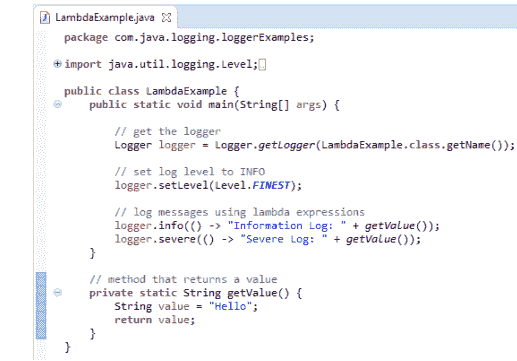 LambdaExample.java
package com.java.logging.loggerExamples;
import java.util.logging.Level;
public class LambdaExample {
public static void main(String[] args) {
// get the logger
Logger logger = Logger.getLogger(LambdaExample.class.getName());
// set log level to INFO
logger.setLevel(Level.FINEST);
// log messages using lambda expressions
logger.info(() -> "Information Log: " + getValue());
logger.severe(() -> "Severe Log: " + getValue());
}
// method that returns a value
private static String getValue() {
String value = "Hello";
return value;
}
}